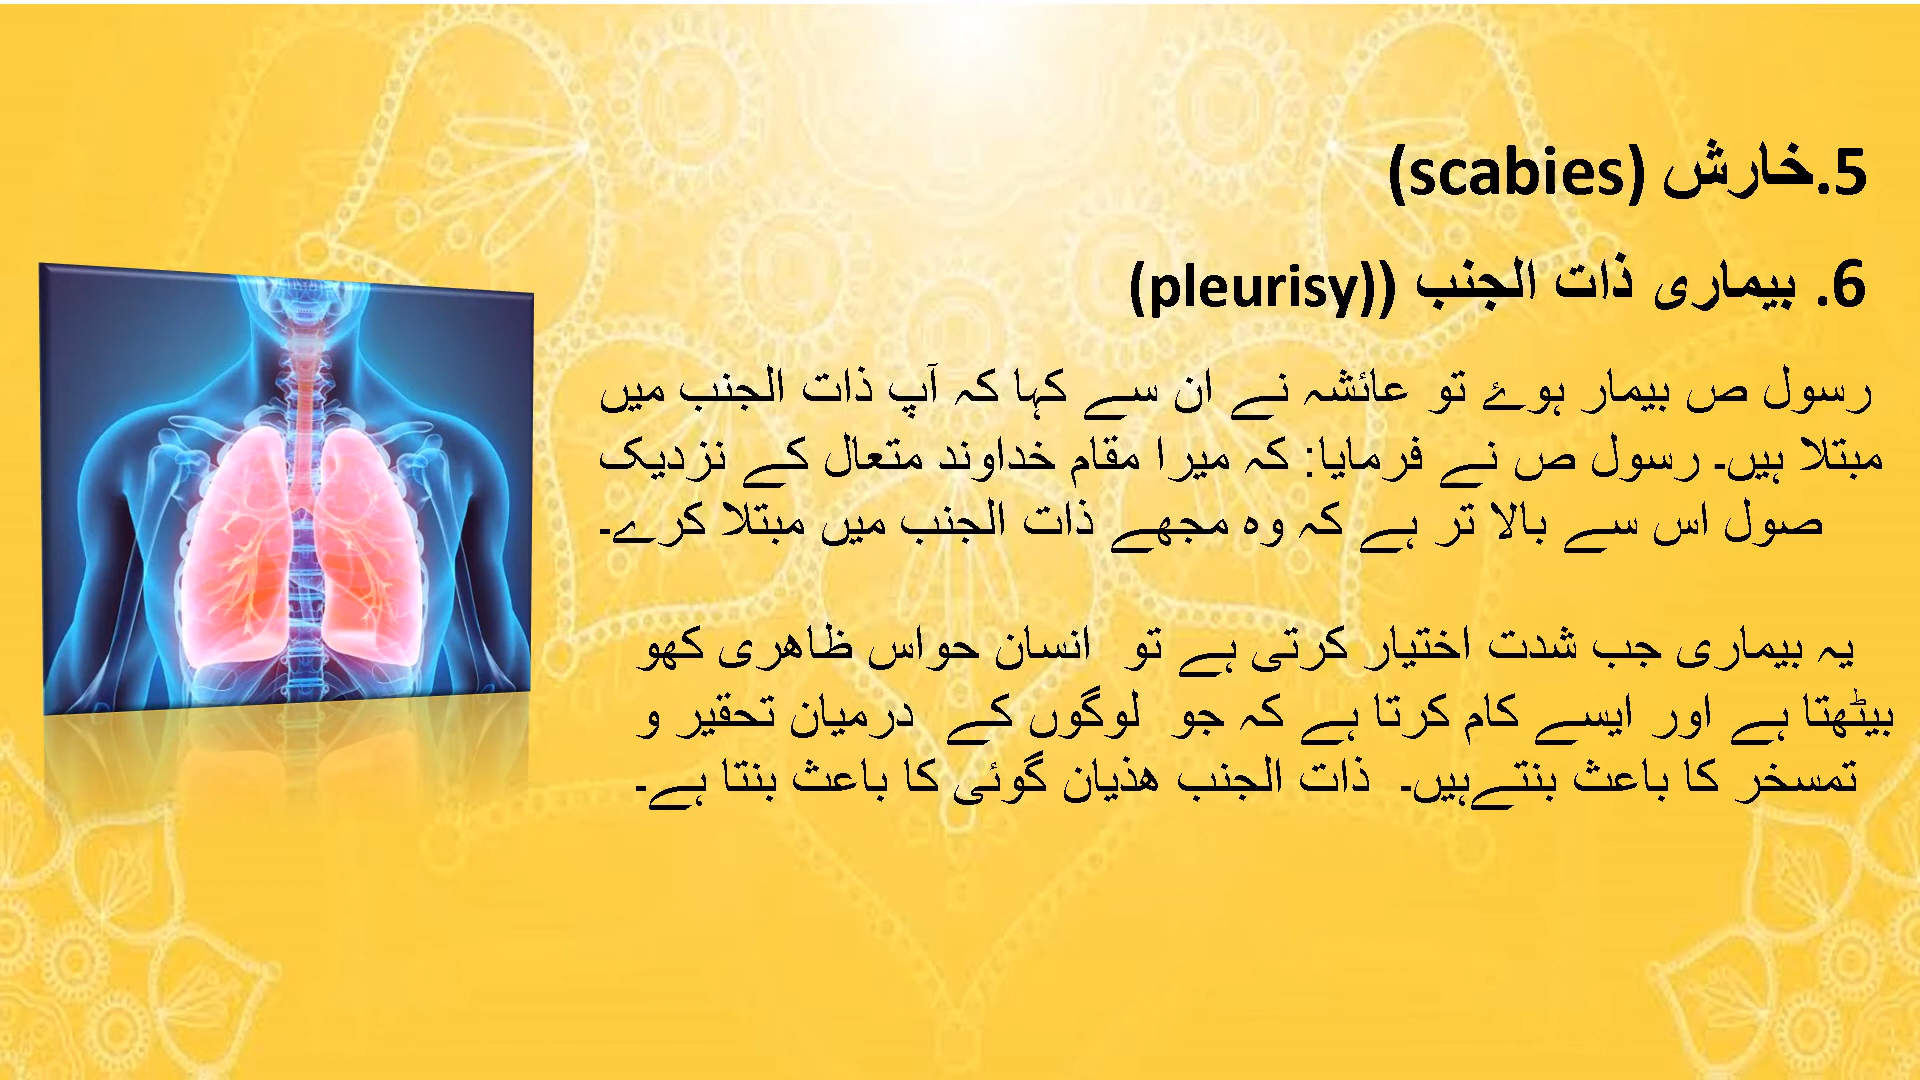 5.خارش (scabies)
6. بیماری ذات الجنب ((pleurisy)
رسول ص بیمار ہوۓ تو عائشہ نے ان سے کہا کہ آپ ذات الجنب میں
مبتلا ہیں۔ رسول ص نے فرمایا: کہ میرا مقام خداوند متعال کے نزدیک
صول اس سے بالا تر ہے کہ وہ مجھے ذات الجنب میں مبتلا کرے۔
یہ بیماری جب شدت اختیار کرتی ہے تو انسان حواس ظاھری کھو
بیٹھتا ہے اور ایسے کام کرتا ہے کہ جو لوگوں کے درمیان تحقیر و
تمسخر کا باعث بنتےہیں۔ ذات الجنب ھذیان گوئی کا باعث بنتا ہے۔